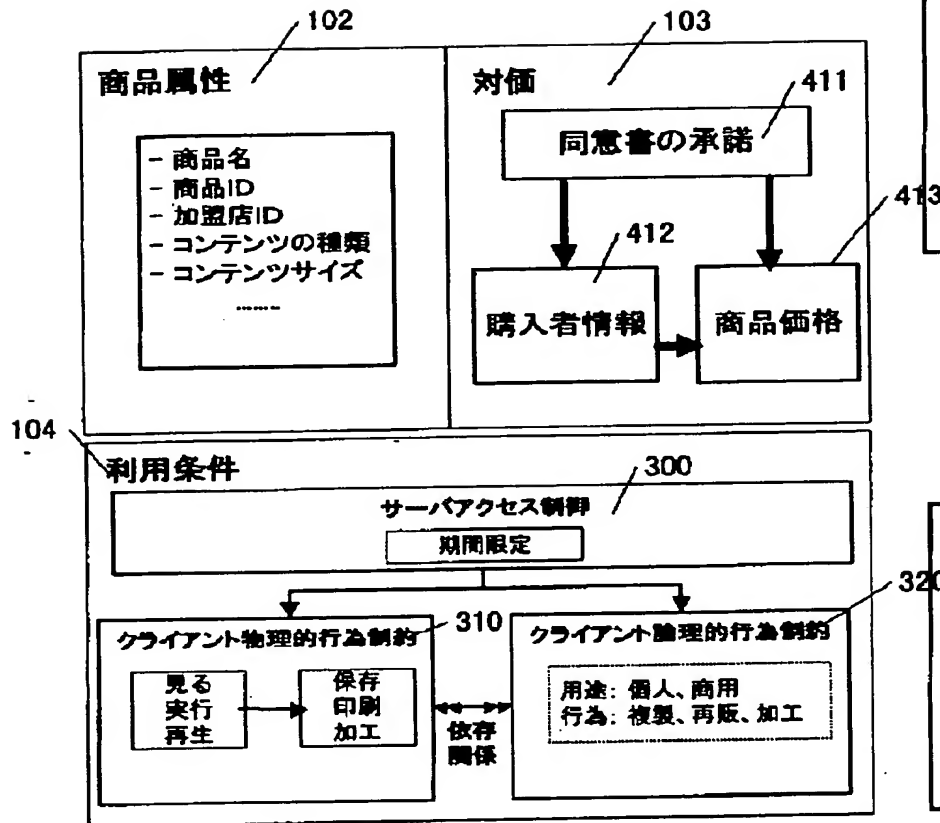 102
103
商品属性
- 商品名
- 商品ID
- 加盟店ID
- コンテンツの種類
- コンテンツサイズ
........
対価
411
同意書の承諾
412
413
購入者情報
商品価格
104
利用条件
300
サーバアクセス制御
期間限定
310
クライアント物理的行為制約
見る
実行
再生
保存
印刷
加工
依存
関係
320
クライアント論理的行為制約
用途: 個人、商用
行為: 複製、再販、加工